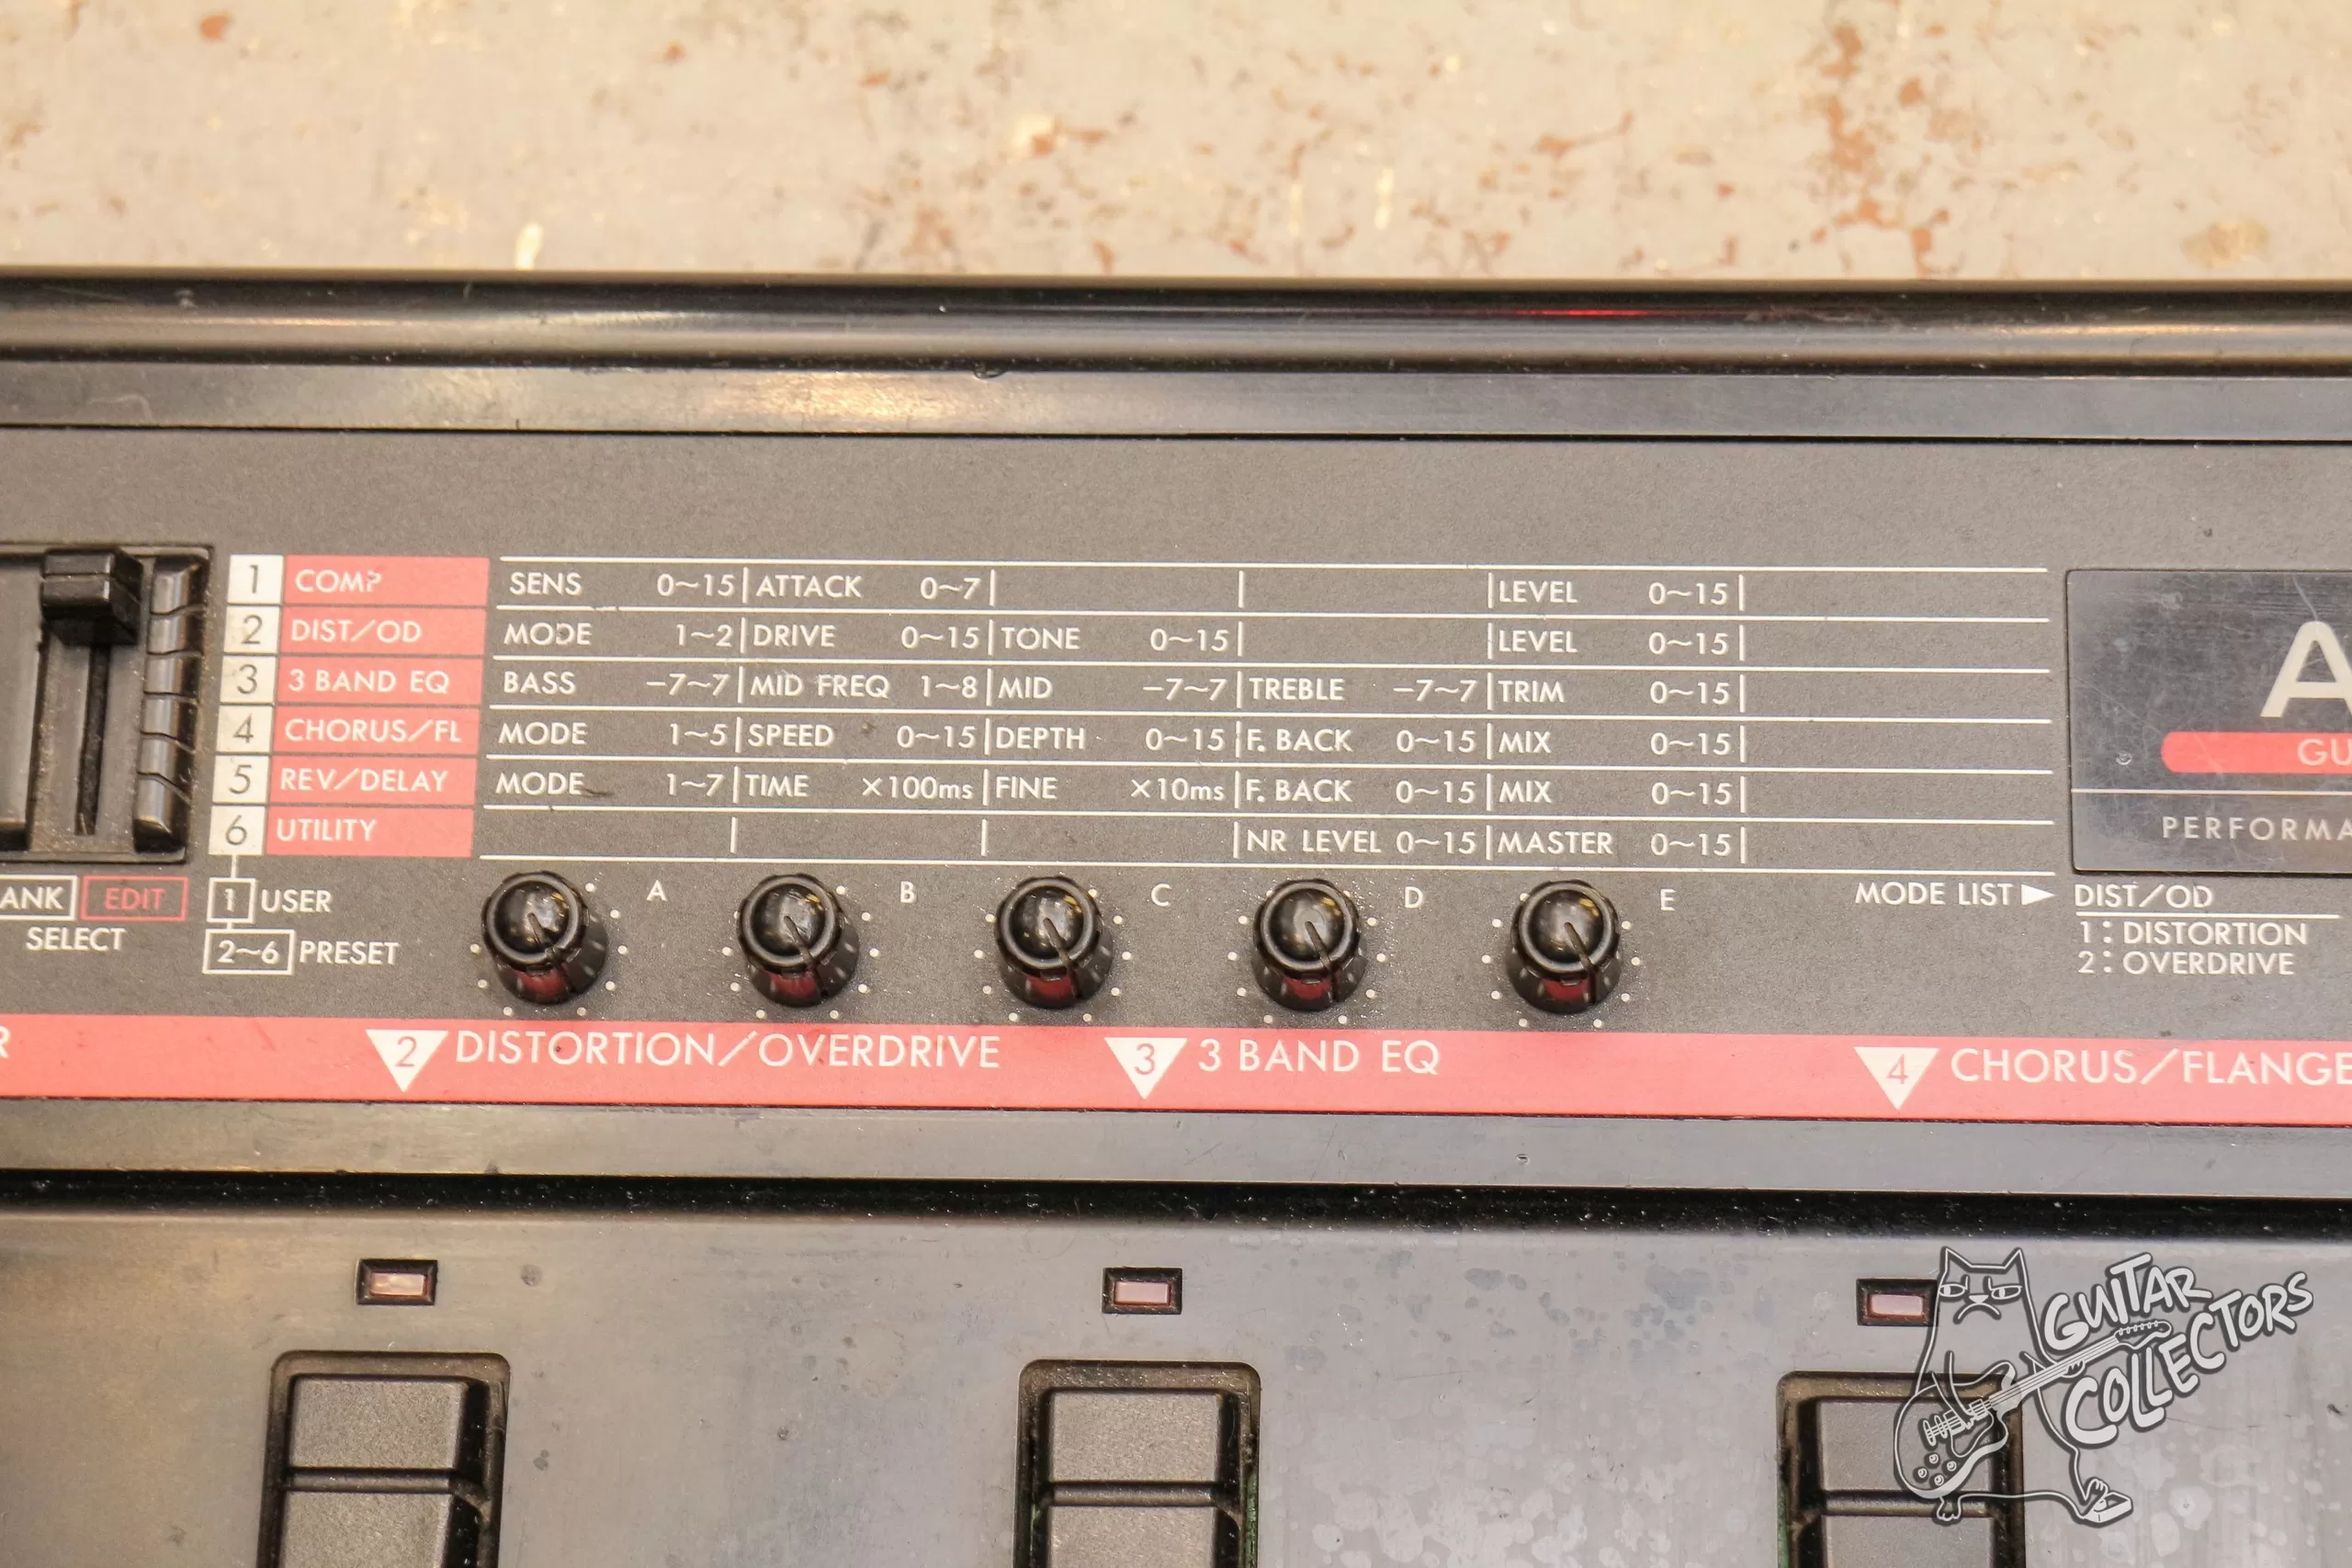 1 COMP SENS 0~15 ATTACK 0~7 LEVEL 0~15
2 DIST/OD MODE 1~2 DRIVE 0~15 TONE 0~15 LEVEL 0~15
3 3 BAND EQ BASS −7~7 MID FREQ 1~8 MID −7~7 TREBLE −7~7 TRIM 0~15
4 CHORUS/FL MODE 1~5 SPEED 0~15 DEPTH 0~15 F. BACK 0~15 MIX 0~15
5 REV/DELAY MODE 1~7 TIME ×100ms FINE ×10ms F. BACK 0~15 MIX 0~15
6 UTILITY NR LEVEL 0~15 MASTER 0~15
A
GU
PERFORMA
ANK EDIT
SELECT
1 USER
2~6 PRESET
A B C D E
MODE LIST ► DIST/OD
1: DISTORTION
2: OVERDRIVE
R 2 DISTORTION/OVERDRIVE 3 3 BAND EQ 4 CHORUS/FLANGE
GUITAR
COLLECTORS